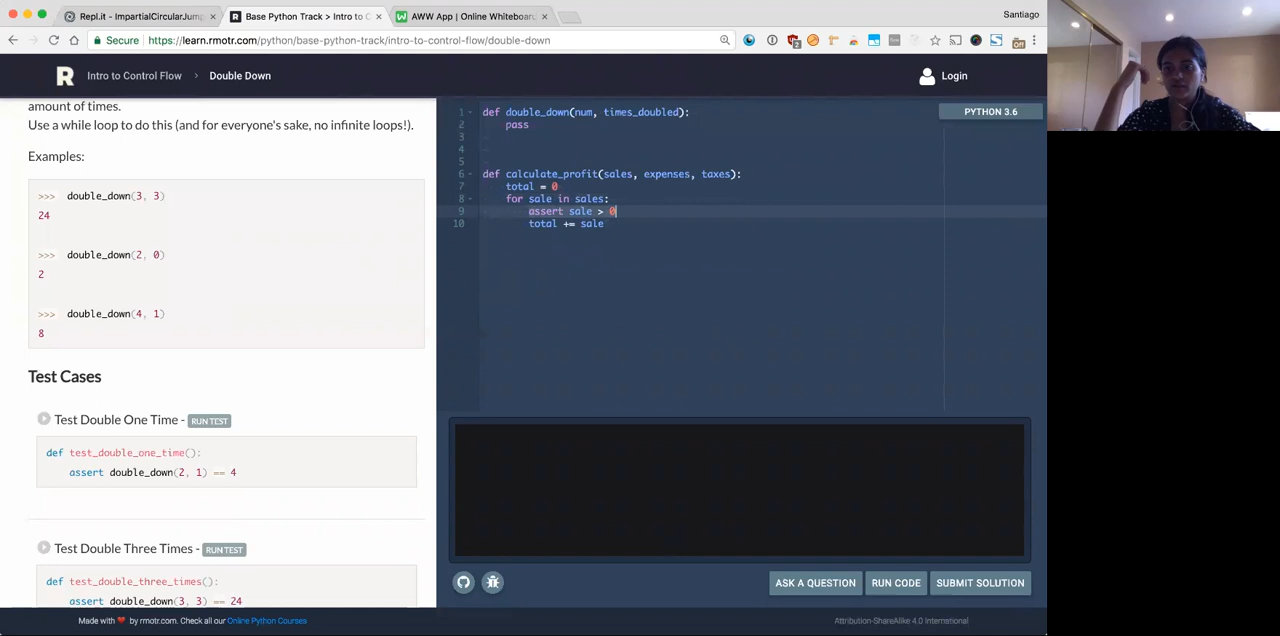 Repl.it - ImpartialCircularJump
Base Python Track > Intro to C
AWW App | Online Whiteboard
Santiago
Secure
https://learn.rmotr.com/python/base-python-track/intro-to-control-flow/double-down
R Intro to Control Flow > Double Down
Login
amount of times.
Use a while loop to do this (and for everyone's sake, no infinite loops!).
Examples:
>>> double_down(3, 3)
24
>>> double_down(2, 0)
2
>>> double_down(4, 1)
8
Test Cases
Test Double One Time - RUN TEST
def test_double_one_time():
assert double_down(2, 1) == 4
Test Double Three Times - RUN TEST
def test_double_three_times():
assert double_down(3, 3) == 24
PYTHON 3.6
1 def double_down(num, times_doubled):
2 pass
3
4
5
6 def calculate_profit(sales, expenses, taxes):
7 total = 0
8 for sale in sales:
9 assert sale > 0
10 total += sale
ASK A QUESTION
RUN CODE
SUBMIT SOLUTION
Made with ❤ by rmotr.com. Check all our Online Python Courses
Attribution-ShareAlike 4.0 International